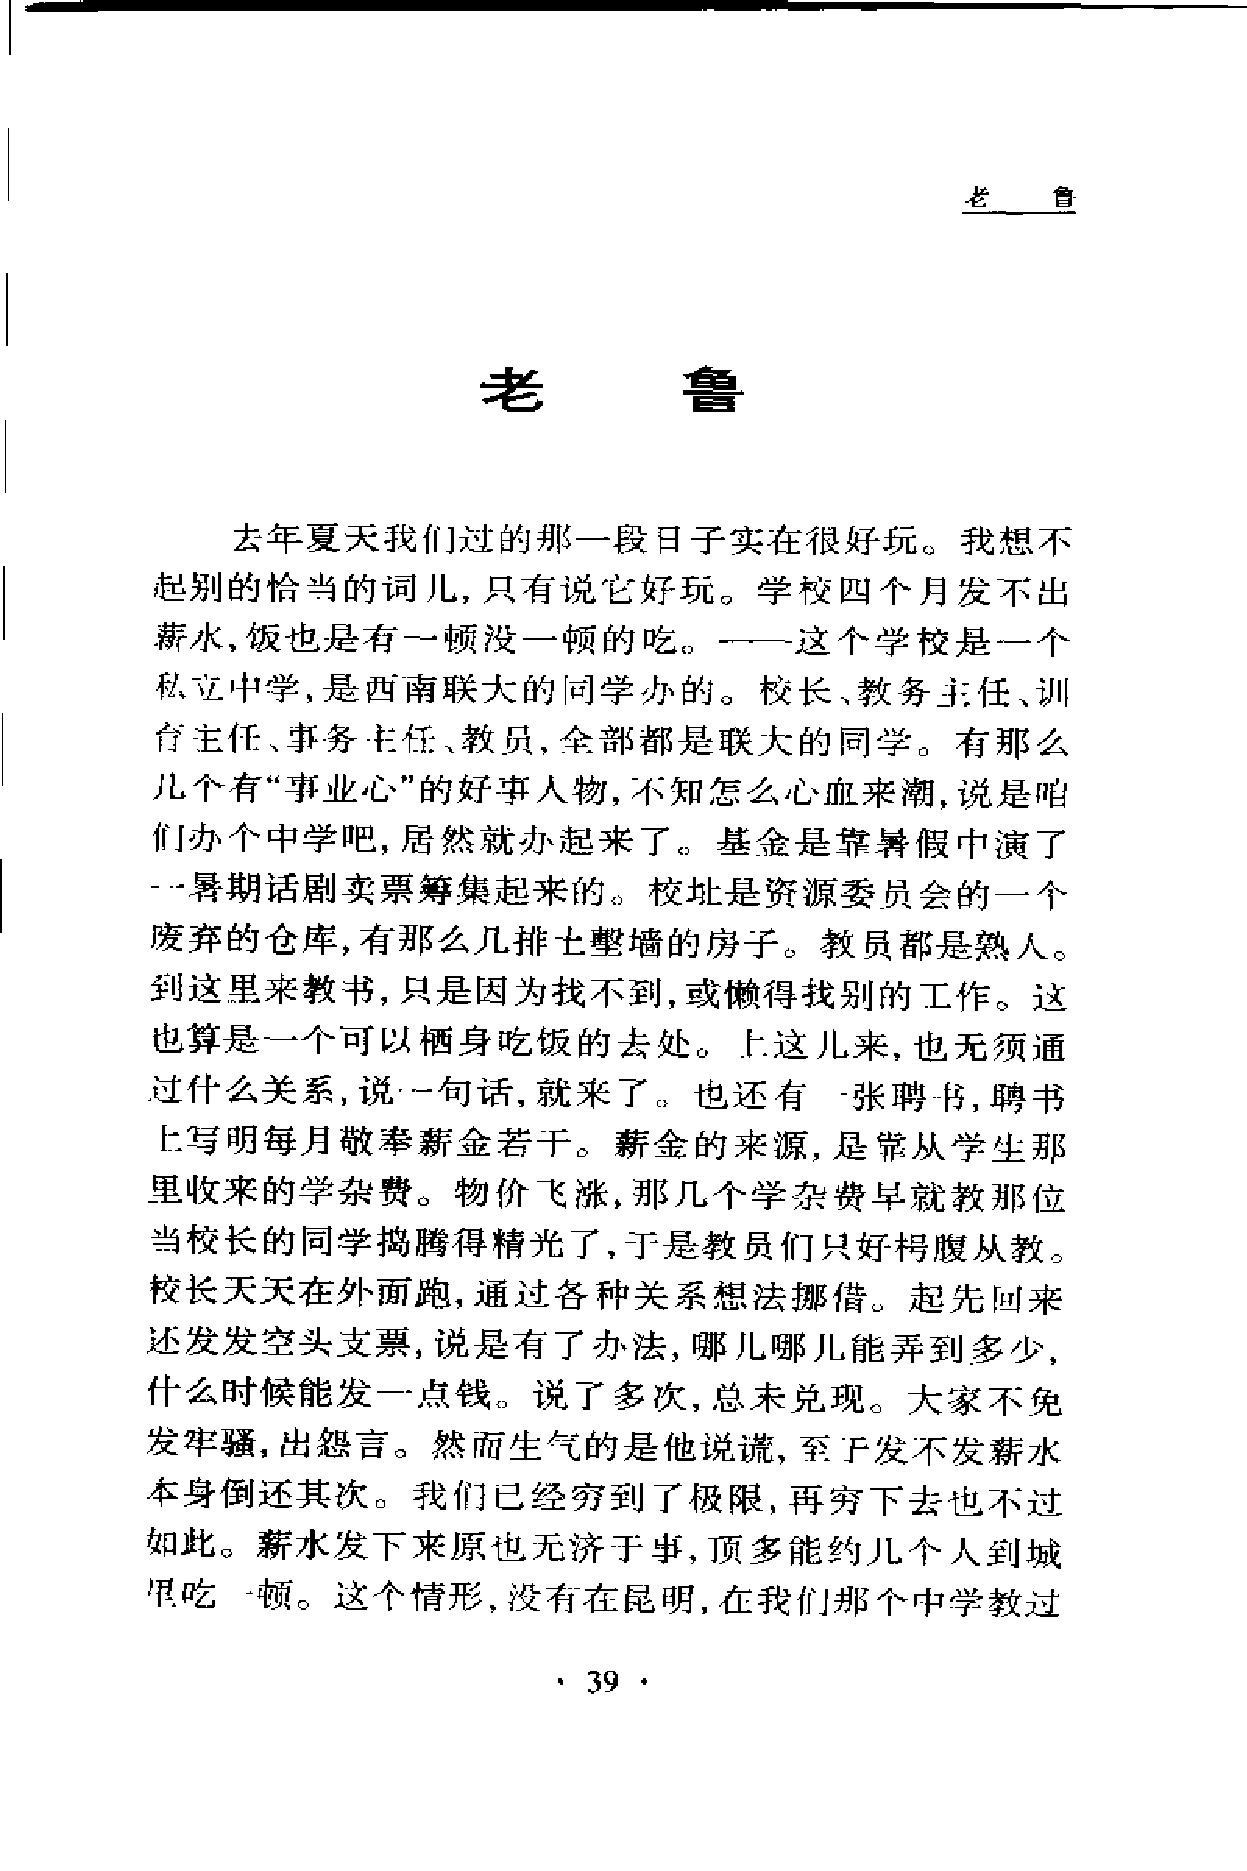 老 鲁
老 鲁
去年夏天我们过的那一段日子实在很好玩。我想不
起别的恰当的词儿,只有说它好玩。学校四个月发不出
薪水,饭也是有一顿没一顿的吃。——这个学校是一个
私立中学,是西南联大的同学办的。校长、教务主任、训
育主任、事务主任、教员,全部都是联大的同学。有那么
几个有“事业心”的好事人物,不知怎么心血来潮,说是咱
们办个中学吧,居然就办起来了。基金是靠暑假中演了
一暑期话剧卖票筹集起来的。校址是资源委员会的一个
废弃的仓库,有那么几排土墼墙的房子。教员都是熟人。
到这里来教书,只是因为找不到,或懒得找别的工作。这
也算是一个可以栖身吃饭的去处。上这儿来,也无须通
过什么关系,说一句话,就来了。也还有一张聘书,聘书
上写明每月敬奉薪金若干。薪金的来源,是靠从学生那
里收来的学杂费。物价飞涨,那几个学杂费早就教那位
当校长的同学捣腾得精光了,于是教员们只好枵腹从教。
校长天天在外面跑,通过各种关系想法挪借。起先回来
还发发空头支票,说是有了办法,哪儿哪儿能弄到多少,
什么时候能发一点钱。说了多次,总未兑现。大家不免
发牢骚,出怨言。然而生气的是他说谎,至于发不发薪水
本身倒还其次。我们已经穷到了极限,再穷下去也不过
如此。薪水发下来原也无济于事,顶多能约几个人到城
里吃一顿。这个情形,没有在昆明,在我们那个中学教过
· 39 ·